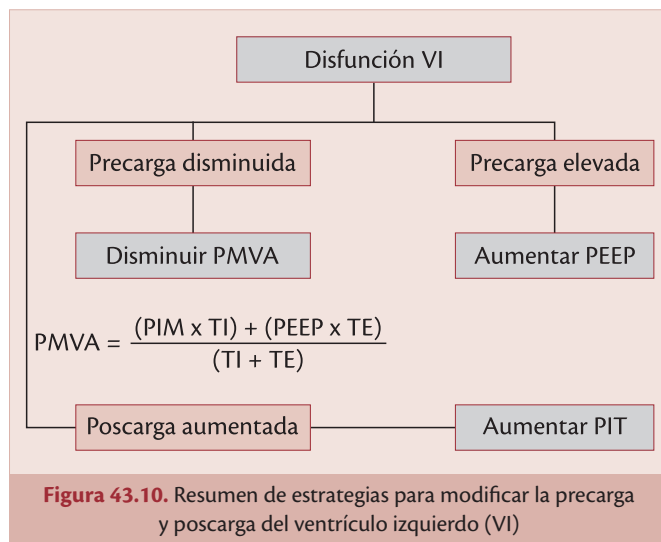 Disfunción VI
Precarga disminuida
Precarga elevada
Disminuir PMVA
Aumentar PEEP
PMVA = (PIM x TI) + (PEEP x TE)
(TI + TE)
Poscarga aumentada
Aumentar PIT
Figura 43.10. Resumen de estrategias para modificar la precarga
y poscarga del ventrículo izquierdo (VI)